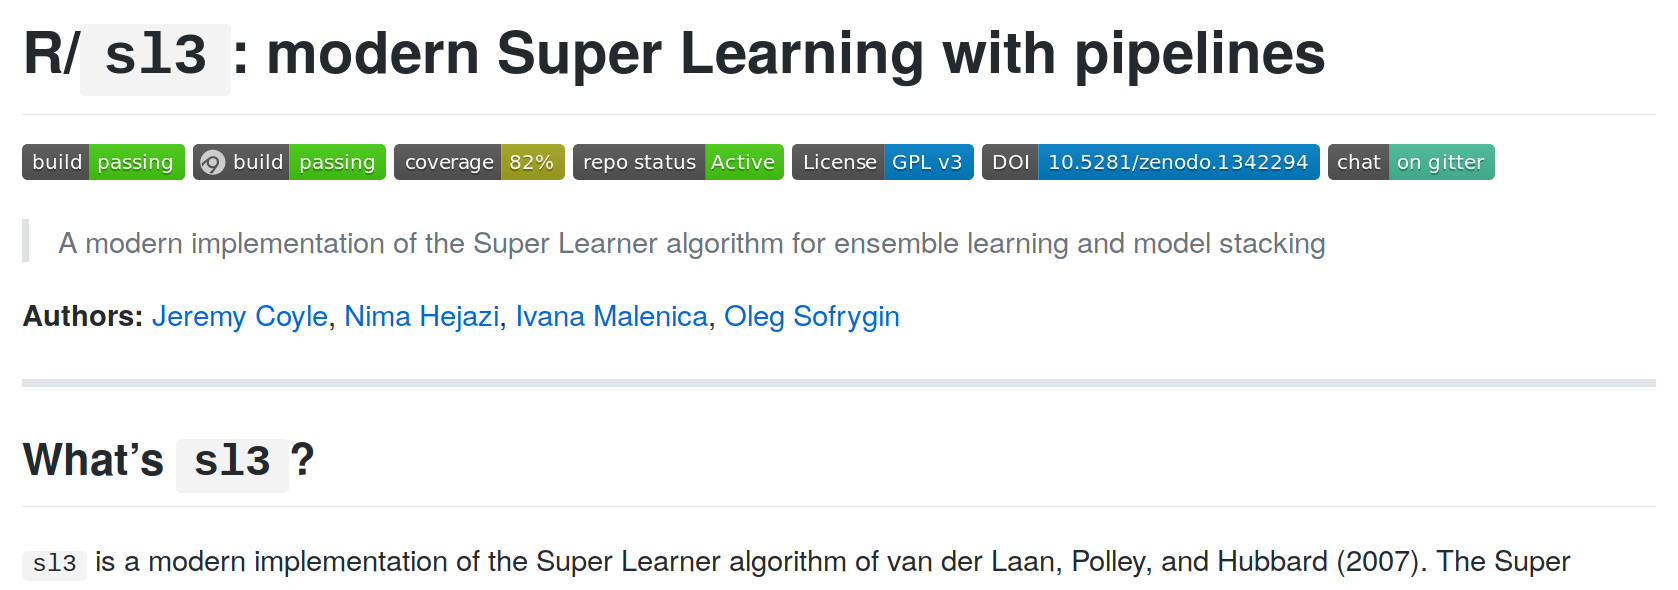 R/ sl3 : modern Super Learning with pipelines
build passing build passing coverage 82% repo status Active License GPL v3 DOI 10.5281/zenodo.1342294 chat on gitter
A modern implementation of the Super Learner algorithm for ensemble learning and model stacking
Authors: Jeremy Coyle, Nima Hejazi, Ivana Malenica, Oleg Sofrygin
What’s sl3 ?
sl3 is a modern implementation of the Super Learner algorithm of van der Laan, Polley, and Hubbard (2007). The Super